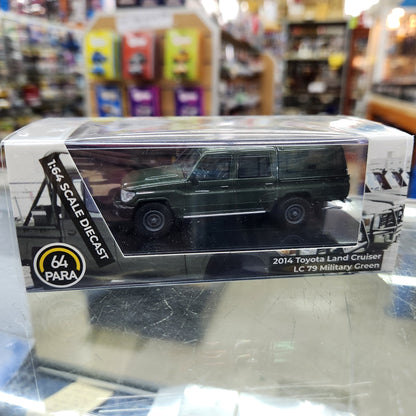 1:64 SCALE DIECAST
64
PARA
2014 Toyota Land Cruiser
LC 79 Military Green